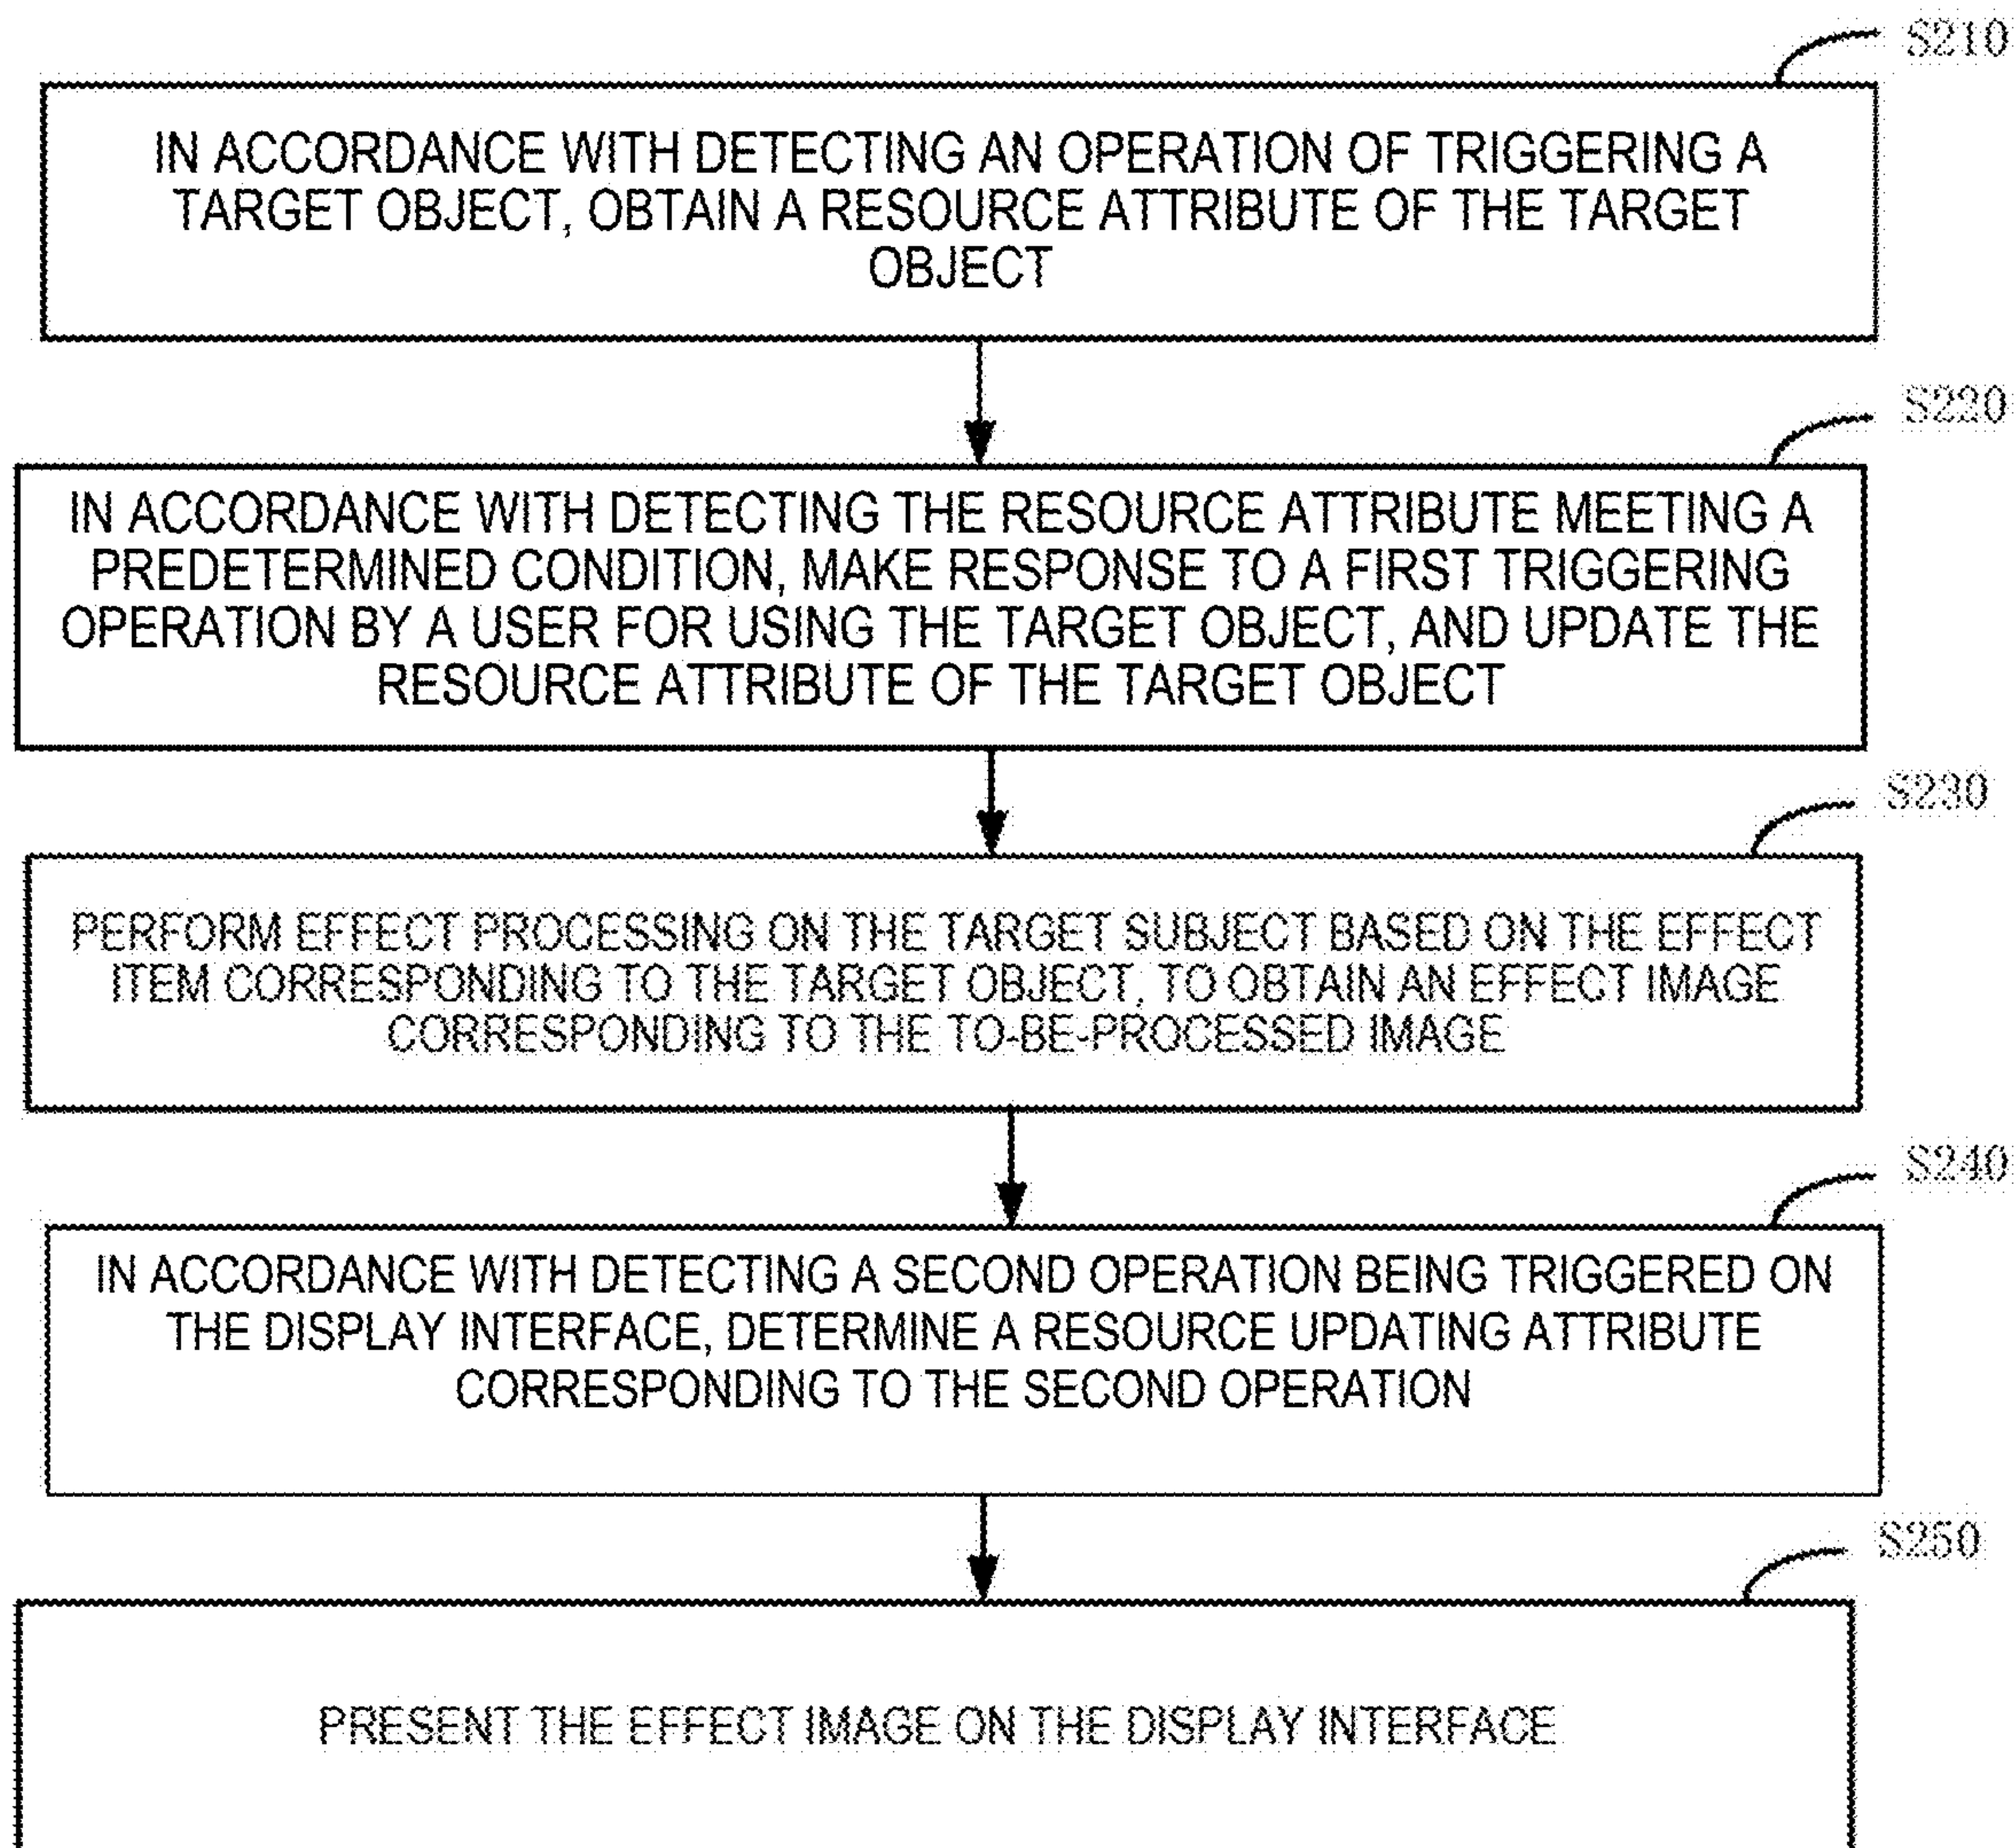 S210
IN ACCORDANCE WITH DETECTING AN OPERATION OF TRIGGERING A
TARGET OBJECT, OBTAIN A RESOURCE ATTRIBUTE OF THE TARGET
OBJECT
S220
IN ACCORDANCE WITH DETECTING THE RESOURCE ATTRIBUTE MEETING A
PREDETERMINED CONDITION, MAKE RESPONSE TO A FIRST TRIGGERING
OPERATION BY A USER FOR USING THE TARGET OBJECT, AND UPDATE THE
RESOURCE ATTRIBUTE OF THE TARGET OBJECT
S230
PERFORM EFFECT PROCESSING ON THE TARGET SUBJECT BASED ON THE EFFECT
ITEM CORRESPONDING TO THE TARGET OBJECT, TO OBTAIN AN EFFECT IMAGE
CORRESPONDING TO THE TO-BE-PROCESSED IMAGE
S240
IN ACCORDANCE WITH DETECTING A SECOND OPERATION BEING TRIGGERED ON
THE DISPLAY INTERFACE, DETERMINE A RESOURCE UPDATING ATTRIBUTE
CORRESPONDING TO THE SECOND OPERATION
S250
PRESENT THE EFFECT IMAGE ON THE DISPLAY INTERFACE